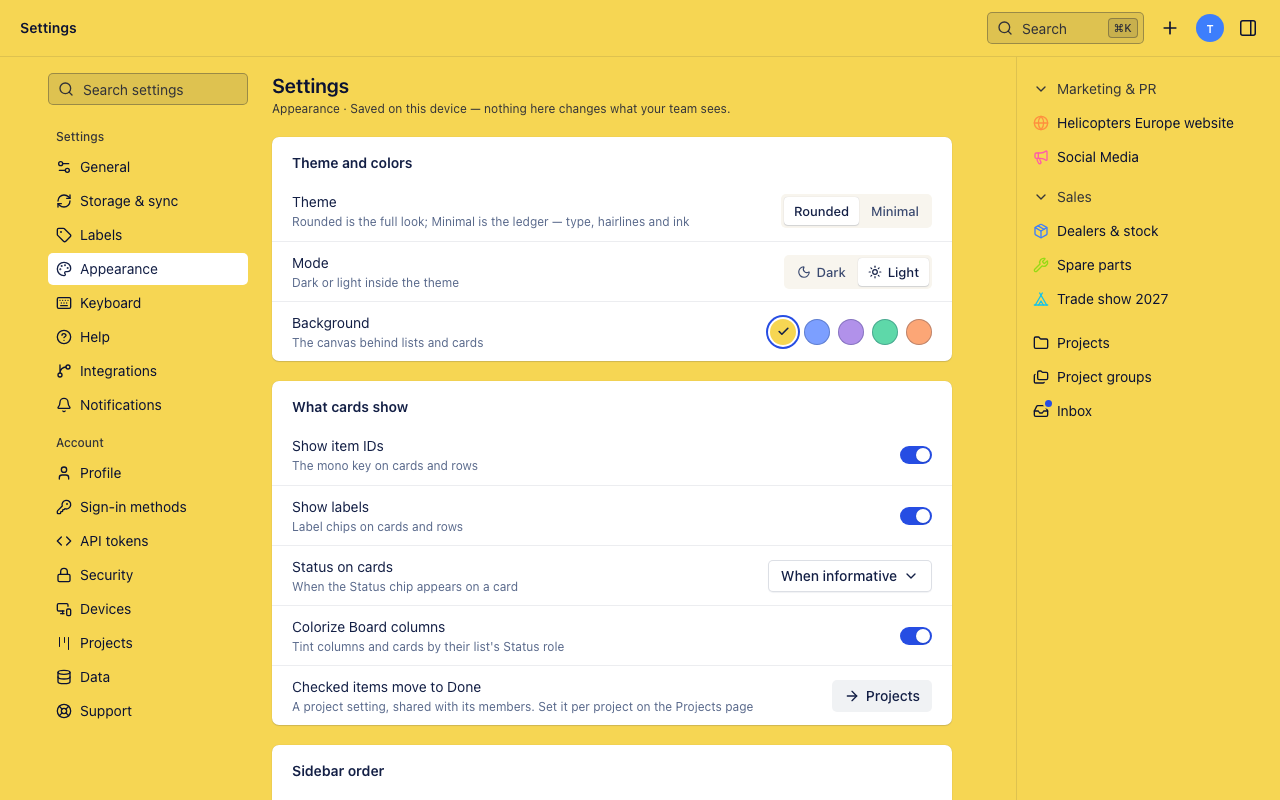 Settings
Search ⌘K
T
Search settings
Settings
General
Storage & sync
Labels
Appearance
Keyboard
Help
Integrations
Notifications
Account
Profile
Sign-in methods
API tokens
Security
Devices
Projects
Data
Support
Settings
Appearance · Saved on this device — nothing here changes what your team sees.
Theme and colors
Theme
Rounded is the full look; Minimal is the ledger — type, hairlines and ink
Rounded Minimal
Mode
Dark or light inside the theme
Dark Light
Background
The canvas behind lists and cards
What cards show
Show item IDs
The mono key on cards and rows
Show labels
Label chips on cards and rows
Status on cards
When the Status chip appears on a card
When informative
Colorize Board columns
Tint columns and cards by their list's Status role
Checked items move to Done
A project setting, shared with its members. Set it per project on the Projects page
Projects
Sidebar order
Marketing & PR
Helicopters Europe website
Social Media
Sales
Dealers & stock
Spare parts
Trade show 2027
Projects
Project groups
Inbox